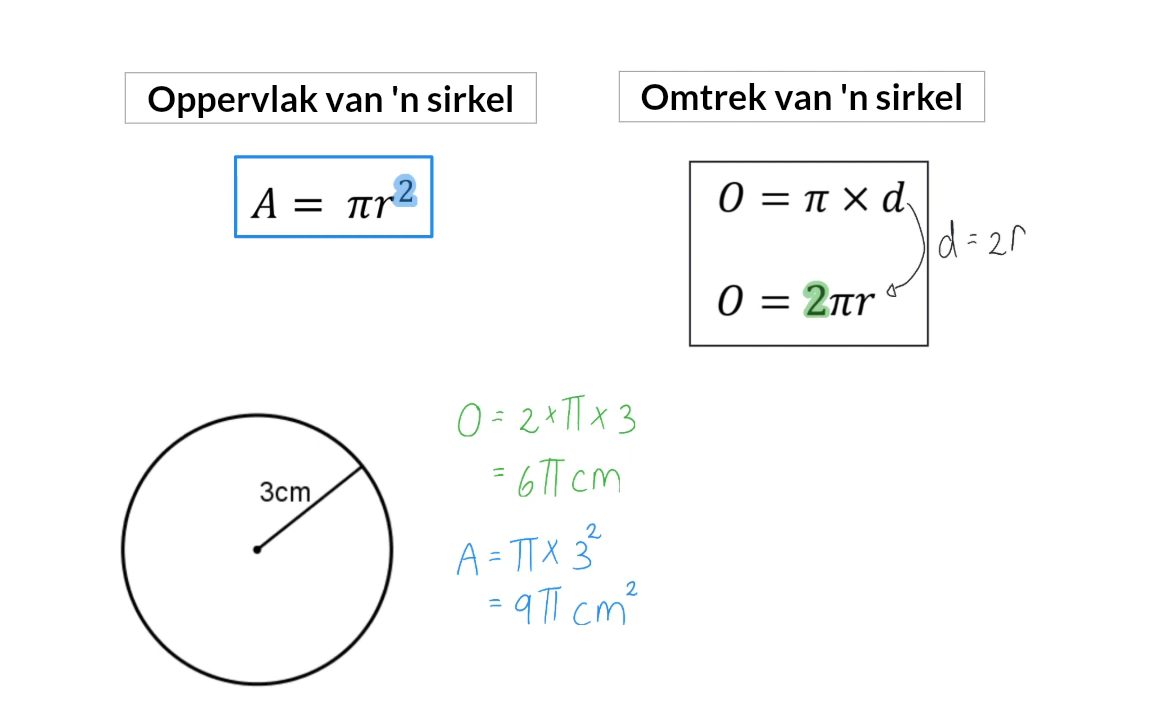 Oppervlak van 'n sirkel
Omtrek van 'n sirkel
A = πr²
O = π × d
d = 2r
O = 2πr
3cm
O = 2 × π × 3
= 6π cm
A = π × 3²
= 9π cm²